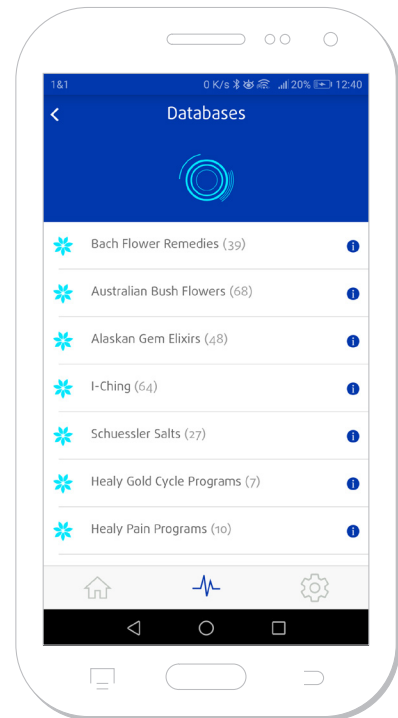 1&1 0 K/s 20% 12:40
Databases
Bach Flower Remedies (39)
Australian Bush Flowers (68)
Alaskan Gem Elixirs (48)
I-Ching (64)
Schuessler Salts (27)
Healy Gold Cycle Programs (7)
Healy Pain Programs (10)